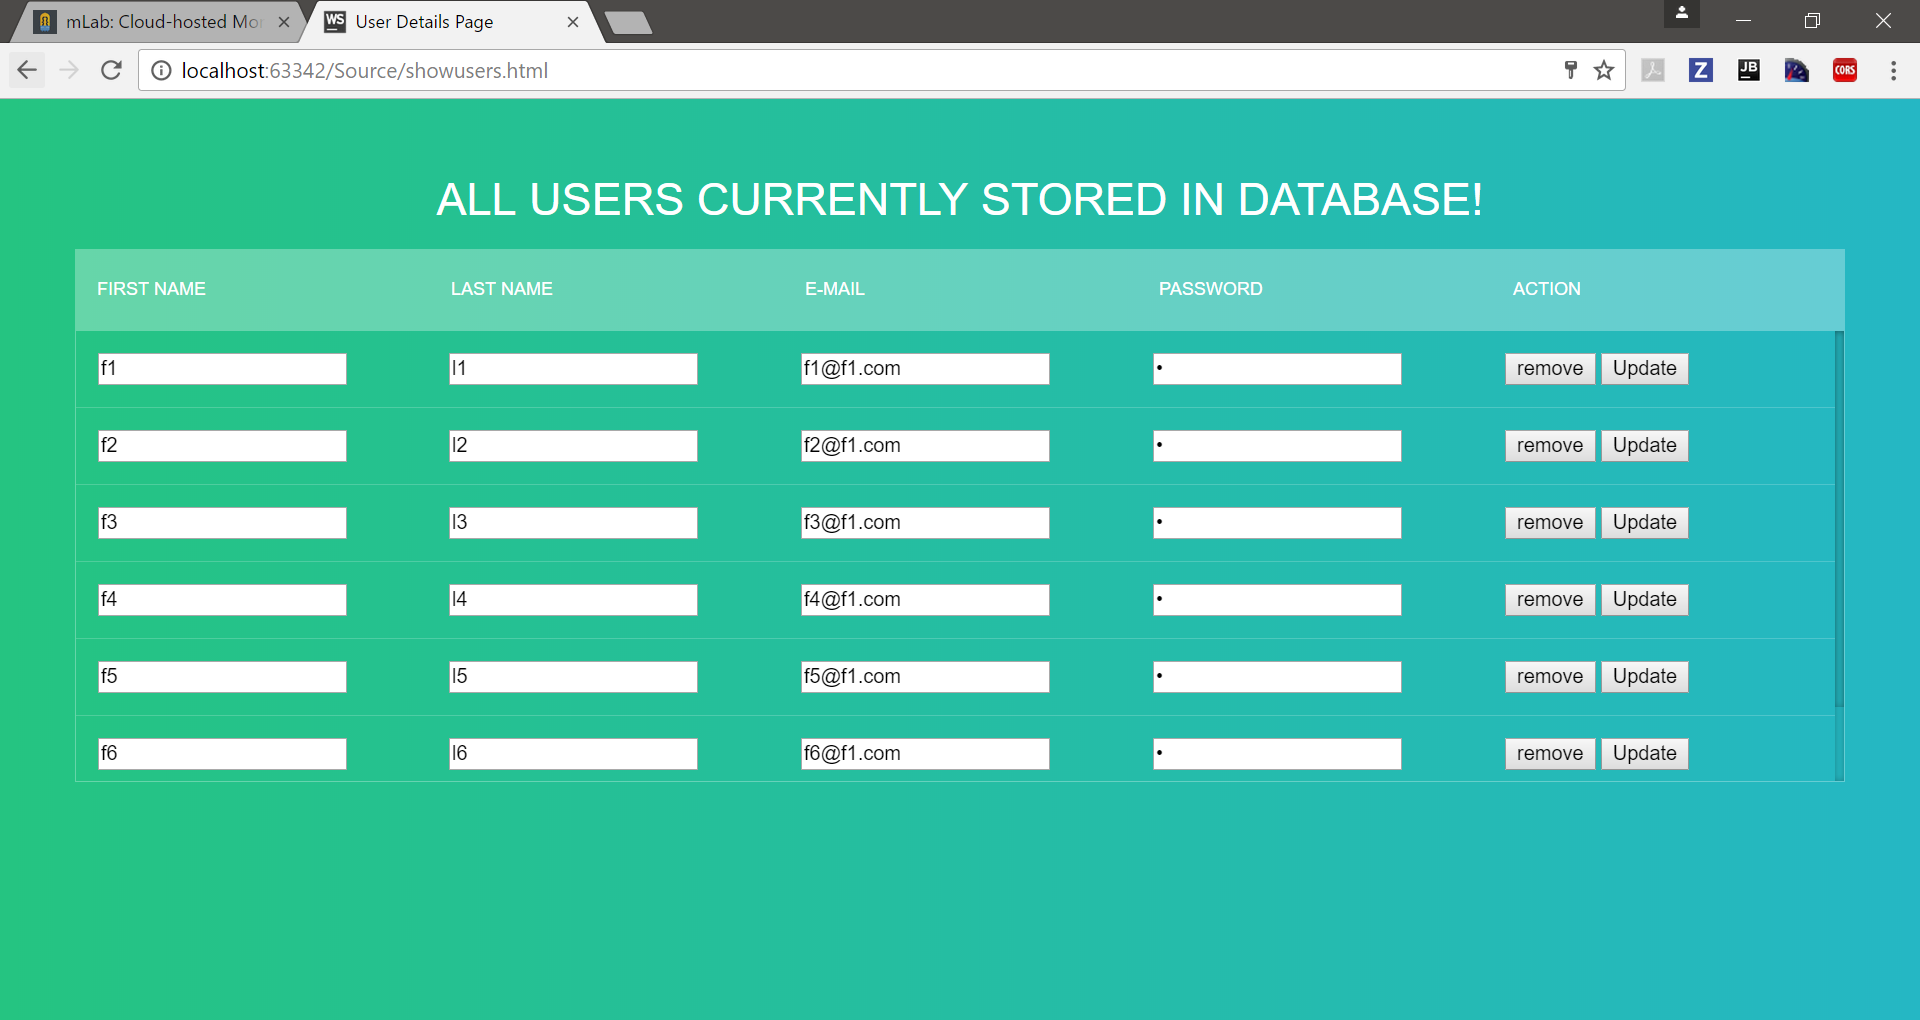 mLab: Cloud-hosted Mo
WS User Details Page
localhost:63342/Source/showusers.html
Z JB CORS
ALL USERS CURRENTLY STORED IN DATABASE!
FIRST NAME LAST NAME E-MAIL PASSWORD ACTION
f1 l1 f1@f1.com • remove Update
f2 l2 f2@f1.com • remove Update
f3 l3 f3@f1.com • remove Update
f4 l4 f4@f1.com • remove Update
f5 l5 f5@f1.com • remove Update
f6 l6 f6@f1.com • remove Update